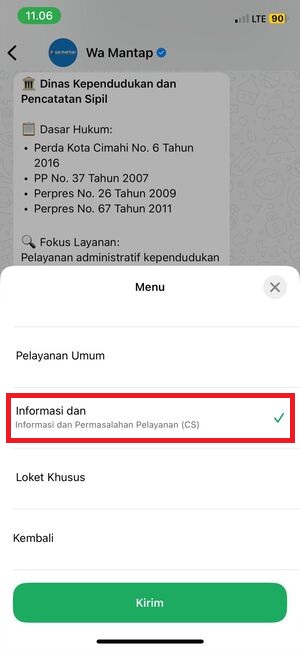 11.06
LTE 90
WA MANTAP
Wa Mantap
Dinas Kependudukan dan
Pencatatan Sipil
Dasar Hukum:
• Perda Kota Cimahi No. 6 Tahun
2016
• PP No. 37 Tahun 2007
• Perpres No. 26 Tahun 2009
• Perpres No. 67 Tahun 2011
Fokus Layanan:
Pelayanan administratif kependudukan
Menu
Pelayanan Umum
Informasi dan
Informasi dan Permasalahan Pelayanan (CS)
Loket Khusus
Kembali
Kirim